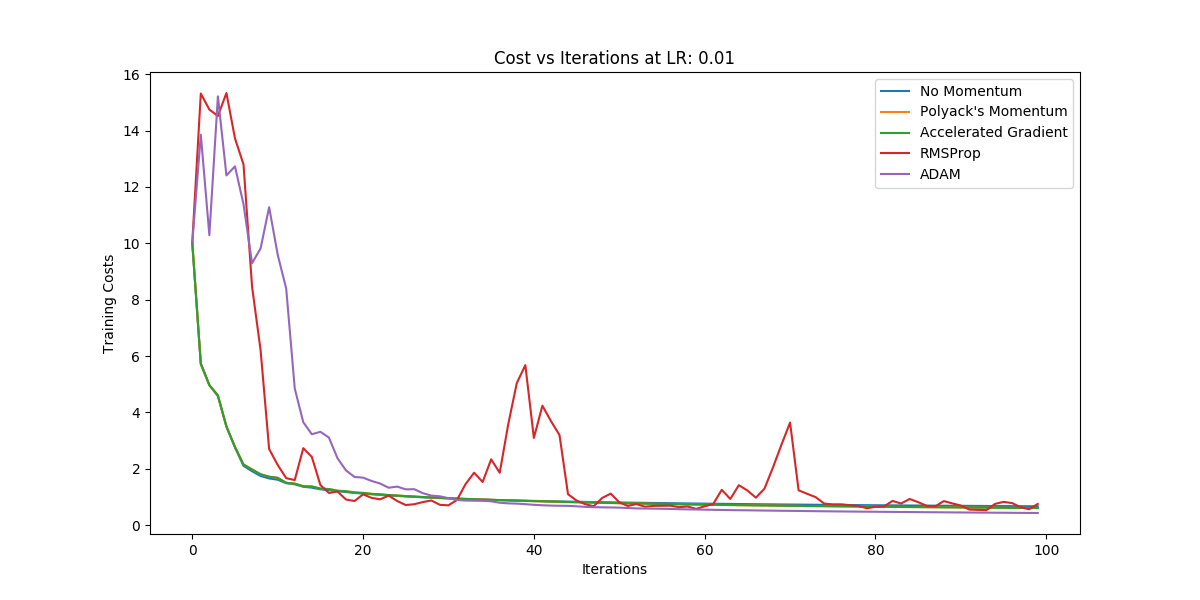 Cost vs Iterations at LR: 0.01
16
14
12
10
8
6
4
2
0
Training Costs
No Momentum
Polyack's Momentum
Accelerated Gradient
RMSProp
ADAM
0 20 40 60 80 100
Iterations